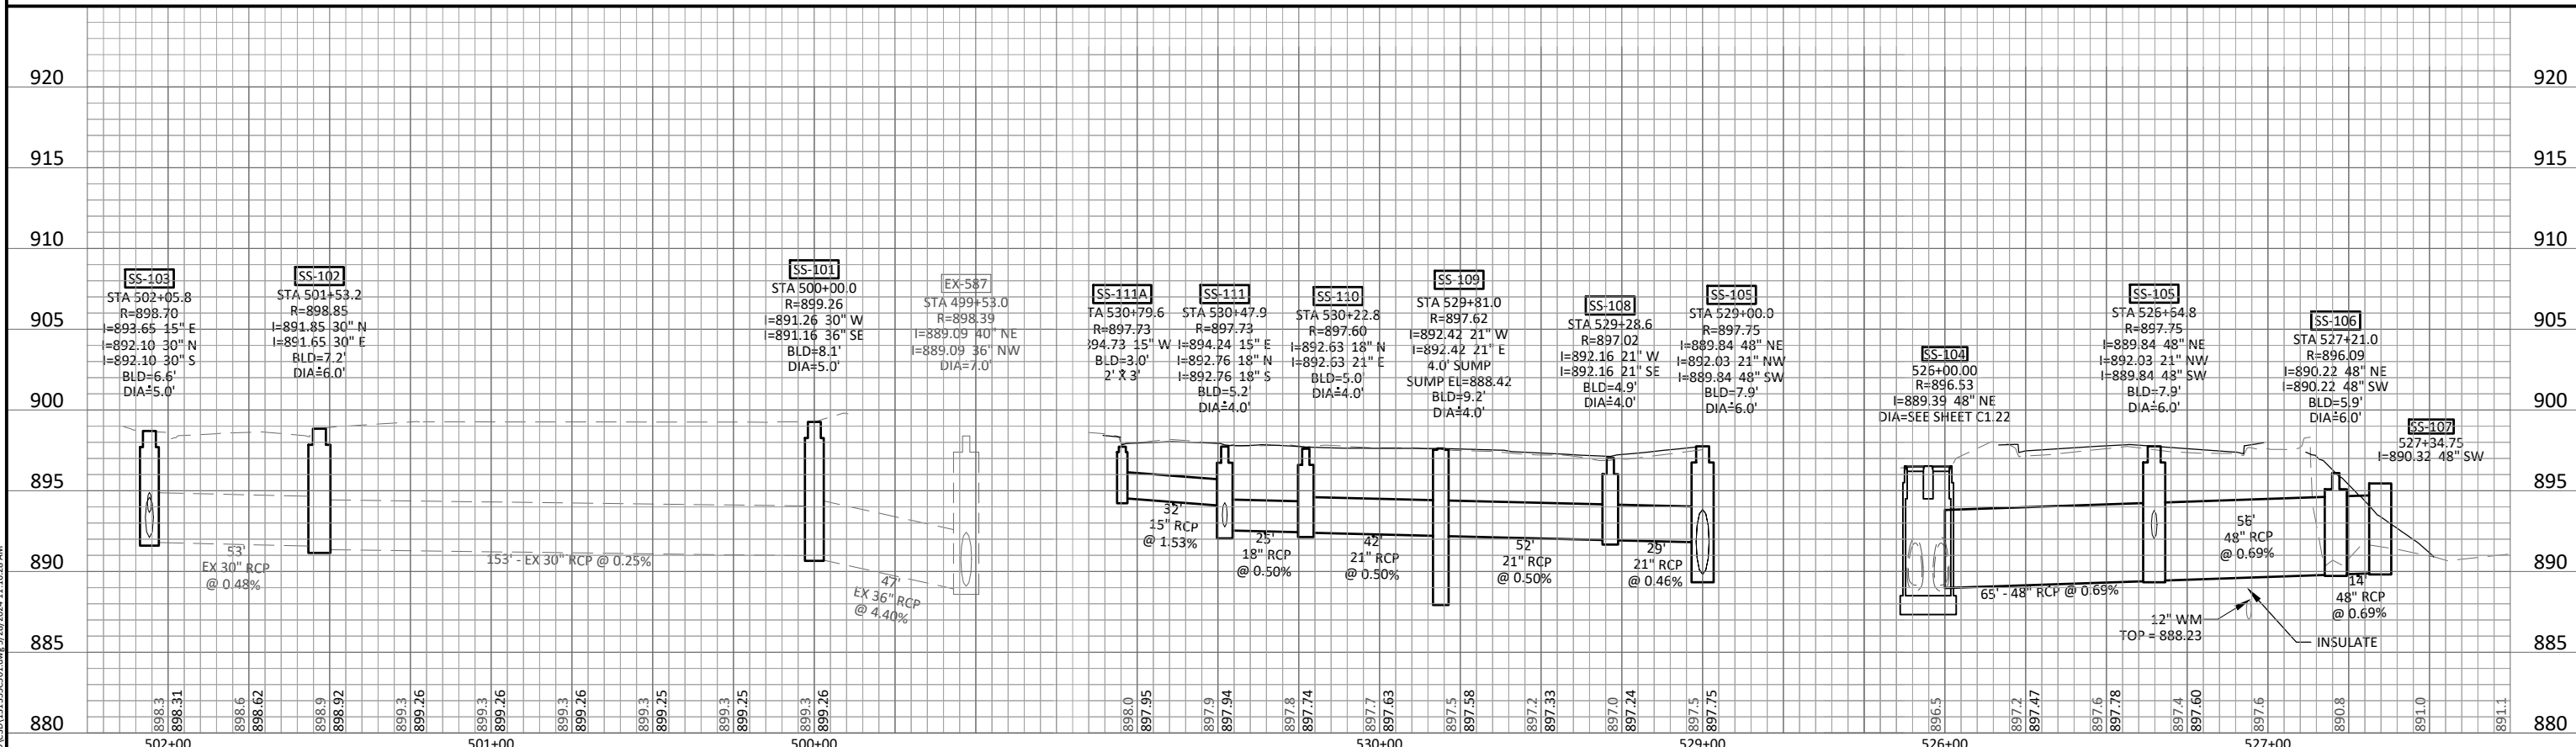 920
915
910
905
900
895
890
885
880
SS-103
STA 502+05.8
R=898.70
I=893.65 15" E
I=892.10 30" N
I=892.10 30" S
BLD=6.6'
DIA=5.0'
SS-102
STA 501+53.2
R=898.85
I=891.85 30" N
I=891.65 30" E
BLD=7.2'
DIA=6.0'
SS-101
STA 500+00.0
R=899.26
I=891.26 30" W
I=891.16 36" SE
BLD=8.1'
DIA=5.0'
EX-587
STA 499+53.0
R=898.39
I=889.09 40" NE
I=889.09 36" NW
DIA=7.0'
SS-111A
TA 530+79.6
R=897.73
394.73 15" W
BLD=3.0'
2' X 3'
SS-111
STA 530+47.9
R=897.73
I=894.24 15" E
I=892.76 18" N
I=892.76 18" S
BLD=5.2'
DIA=4.0'
SS-110
STA 530+22.8
R=897.60
I=892.63 18" N
I=892.63 21" E
BLD=5.0'
DIA=4.0'
SS-109
STA 529+81.0
R=897.62
I=892.42 21" W
I=892.42 21" E
4.0' SUMP
SUMP EL=888.42
BLD=9.2'
DIA=4.0'
SS-108
STA 529+28.6
R=897.02
I=892.16 21" W
I=892.16 21" SE
BLD=4.9'
DIA=4.0'
SS-105
STA 529+00.0
R=897.75
I=889.84 48" NE
I=892.03 21" NW
I=889.84 48" SW
BLD=7.9'
DIA=6.0'
SS-104
526+00.00
R=896.53
I=889.39 48" NE
DIA=SEE SHEET C1.22
SS-105
STA 526+64.8
R=897.75
I=889.84 48" NE
I=892.03 21" NW
I=889.84 48" SW
BLD=7.9'
DIA=6.0'
SS-106
STA 527+21.0
R=896.09
I=890.22 48" NE
I=890.22 48" SW
BLD=5.9'
DIA=6.0'
SS-107
527+34.75
I=890.32 48" SW
53'
EX 30" RCP
@ 0.48%
153' - EX 30" RCP @ 0.25%
47'
EX 36" RCP
@ 4.40%
32'
15" RCP
@ 1.53%
25'
18" RCP
@ 0.50%
42'
21" RCP
@ 0.50%
52'
21" RCP
@ 0.50%
29'
21" RCP
@ 0.46%
65' - 48" RCP @ 0.69%
56'
48" RCP
@ 0.69%
14'
48" RCP
@ 0.69%
12" WM
TOP = 888.23
INSULATE
898.3
898.31
898.6
898.62
898.9
898.92
899.3
899.26
899.3
899.26
899.3
899.26
899.3
899.25
899.3
899.25
899.3
899.26
898.0
897.95
897.9
897.94
897.8
897.74
897.7
897.63
897.5
897.58
897.2
897.33
897.0
897.24
897.5
897.75
896.5
897.2
897.47
897.6
897.78
897.4
897.60
897.6
890.8
891.0
891.1
502+00
501+00
500+00
530+00
529+00
526+00
527+00
920
915
910
905
900
895
890
885
880